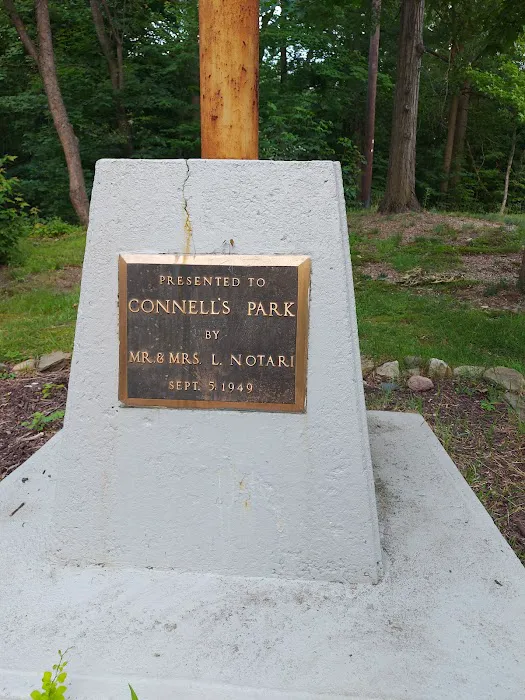 PRESENTED TO
CONNELL'S PARK
BY
MR. & MRS. L. NOTARI
SEPT. 5, 1949